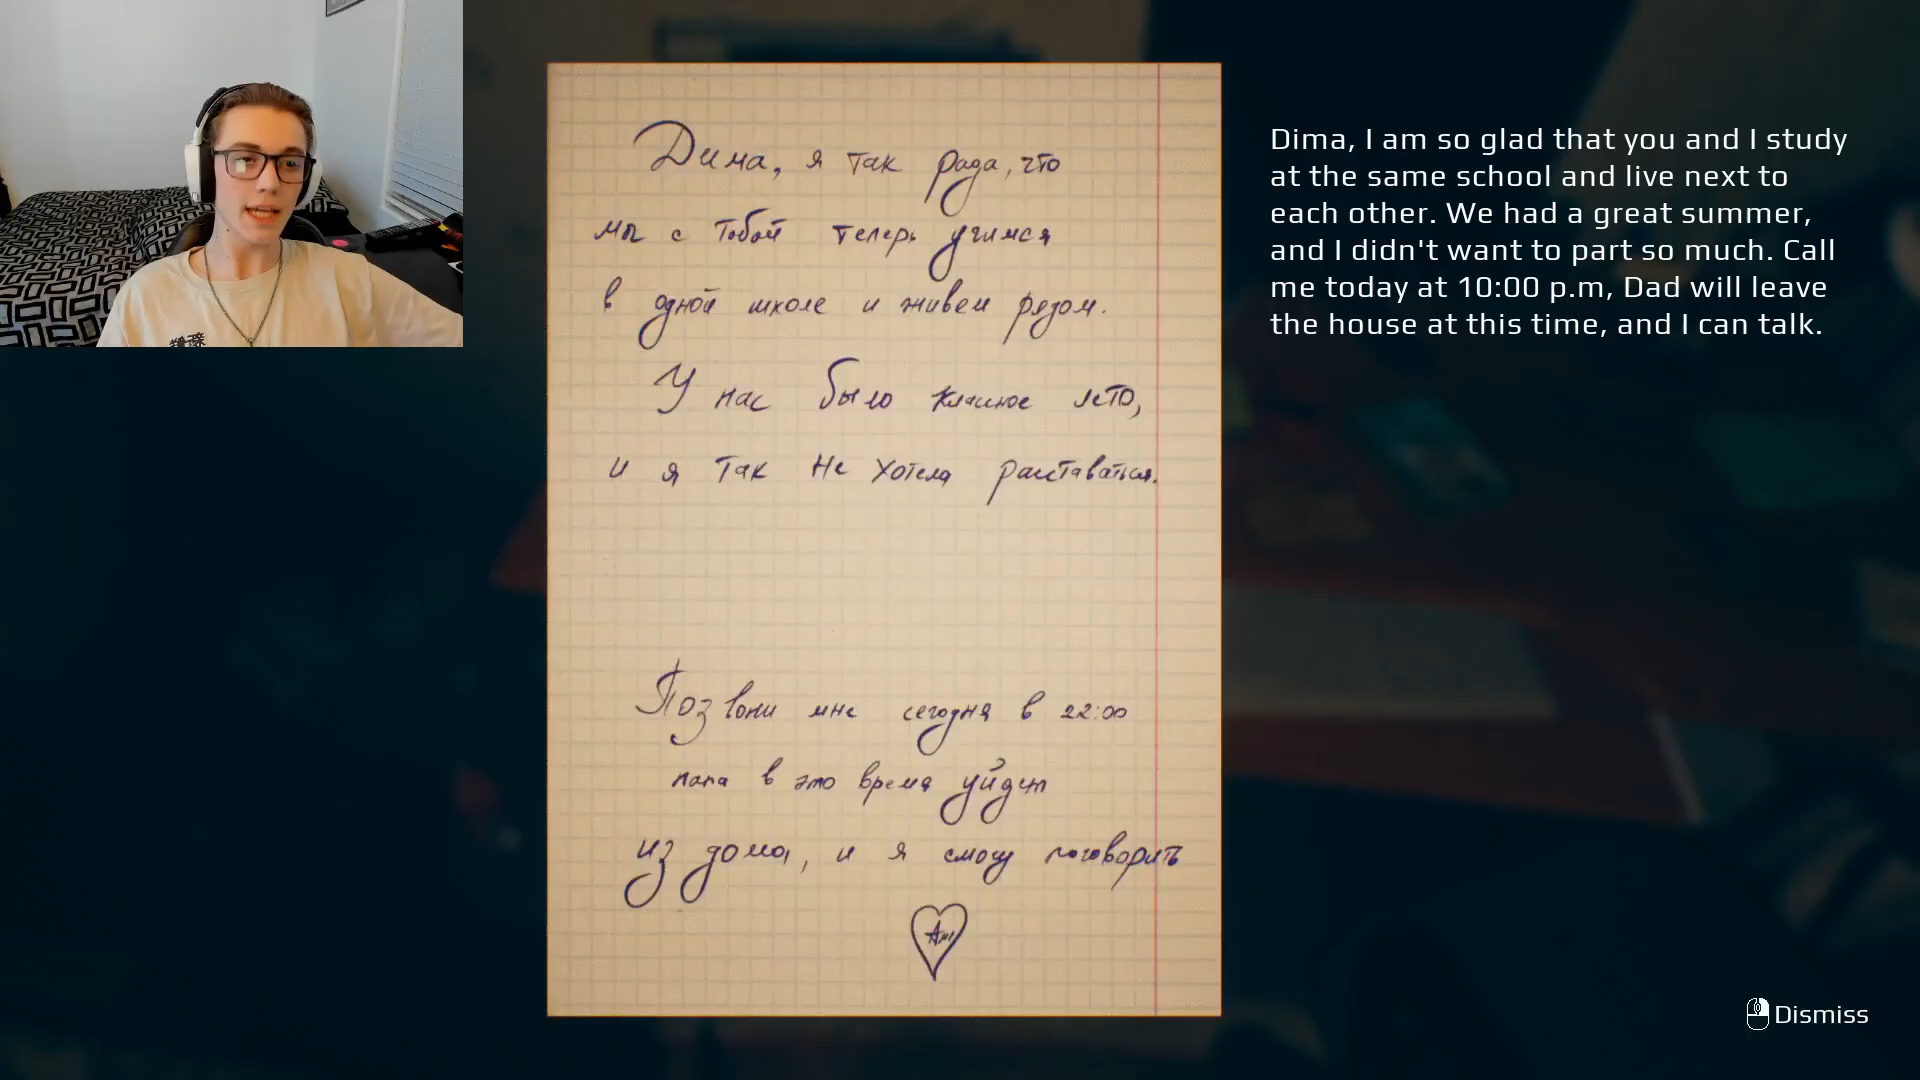 Дима, я так рада, что
мы с тобой теперь учимся
в одной школе и живем рядом.
У нас было классное лето,
и я так не хотела расставаться.
Позвони мне сегодня в 22:00
папа в это время уйдет
из дома, и я смогу поговорить
Dima, I am so glad that you and I study
at the same school and live next to
each other. We had a great summer,
and I didn't want to part so much. Call
me today at 10:00 p.m, Dad will leave
the house at this time, and I can talk.
Dismiss